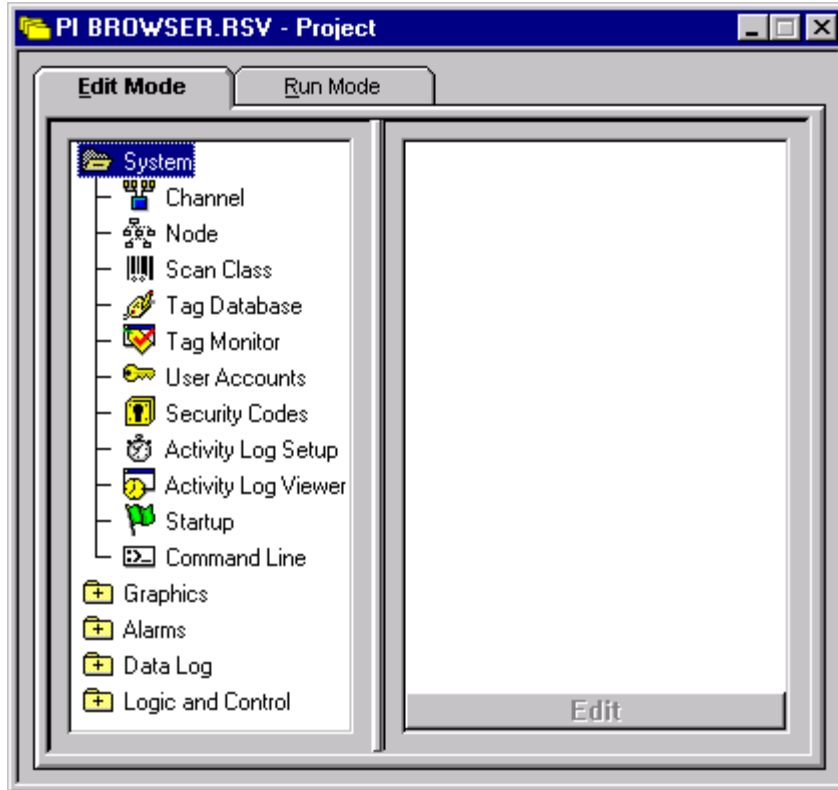 PI BROWSER.RSV - Project
Edit Mode
Run Mode
System
Channel
Node
Scan Class
Tag Database
Tag Monitor
User Accounts
Security Codes
Activity Log Setup
Activity Log Viewer
Startup
Command Line
Graphics
Alarms
Data Log
Logic and Control
Edit